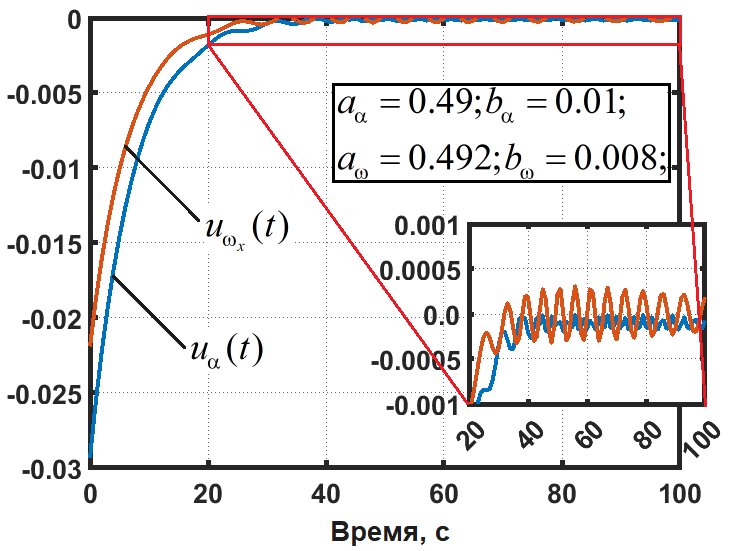 0
-0.005
-0.01
-0.015
-0.02
-0.025
-0.03
0 20 40 60 80 100
Время, с
a_α = 0.49; b_α = 0.01;
a_ω = 0.492; b_ω = 0.008;
u_{ω_x}(t)
u_α(t)
0.001
0.0005
0.0
-0.0005
-0.001
20 40 60 80 100